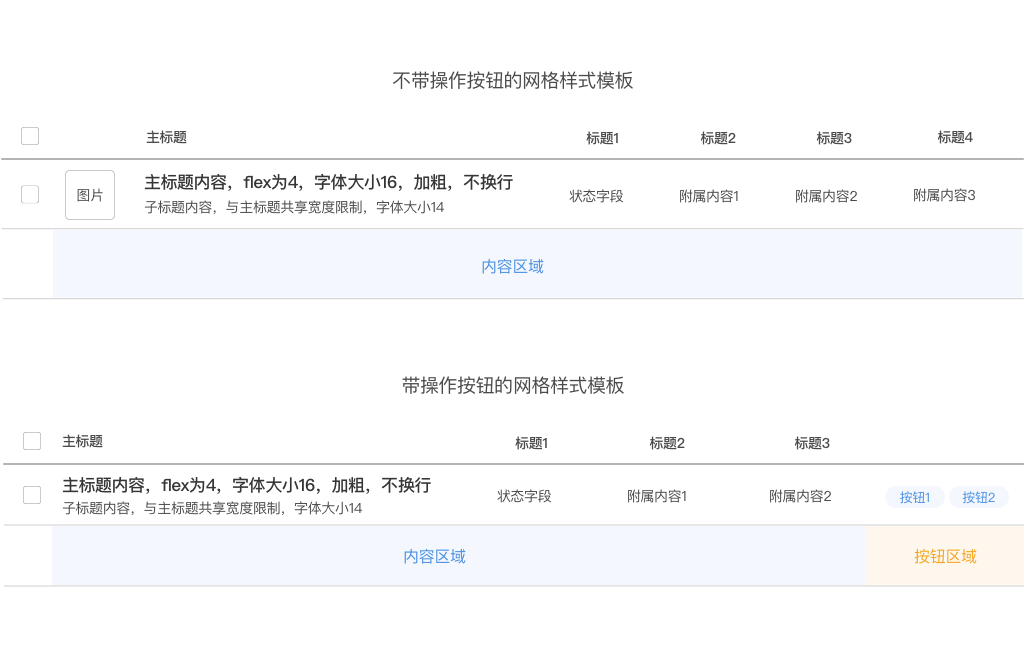 不带操作按钮的网格样式模板
主标题 标题1 标题2 标题3 标题4
图片 主标题内容，flex为4，字体大小16，加粗，不换行 状态字段 附属内容1 附属内容2 附属内容3
子标题内容，与主标题共享宽度限制，字体大小14
内容区域
带操作按钮的网格样式模板
主标题 标题1 标题2 标题3
主标题内容，flex为4，字体大小16，加粗，不换行 状态字段 附属内容1 附属内容2 按钮1 按钮2
子标题内容，与主标题共享宽度限制，字体大小14
内容区域 按钮区域